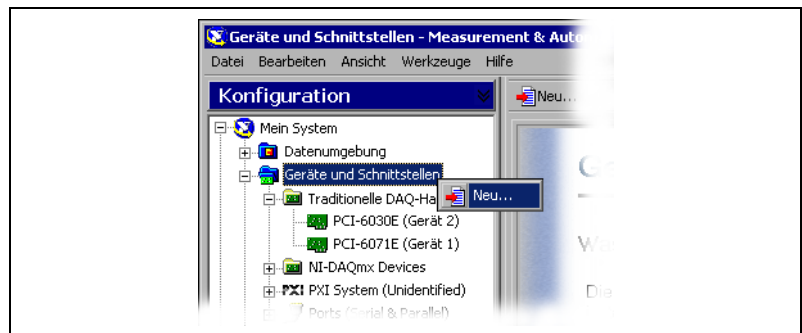 Geräte und Schnittstellen - Measurement & Auto
Datei Bearbeiten Ansicht Werkzeuge Hilfe
Konfiguration
Neu...
Mein System
Datenumgebung
Geräte und Schnittstellen
Neu...
Traditionelle DAQ-Ha
PCI-6030E (Gerät 2)
PCI-6071E (Gerät 1)
NI-DAQmx Devices
PXI PXI System (Unidentified)
Ports (Serial & Parallel)